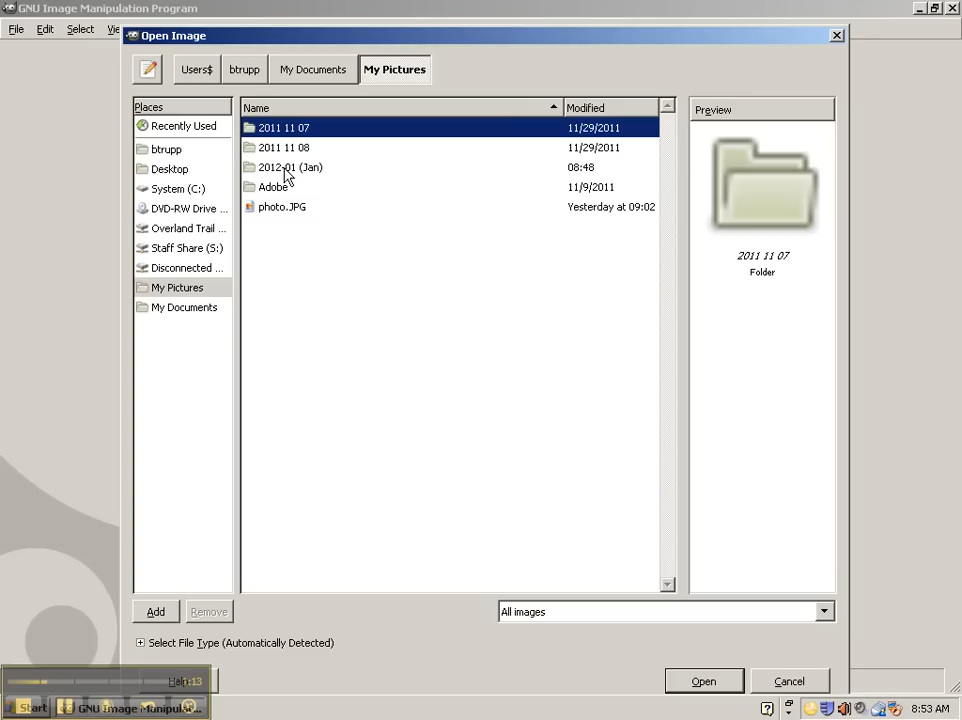 GNU Image Manipulation Program
File Edit Select
Open Image
Users$ btrupp My Documents My Pictures
Places
Name Modified
Preview
Recently Used
btrupp
Desktop
System (C:)
DVD-RW Drive ...
Overland Trail ...
Staff Share (S:)
Disconnected ...
My Pictures
My Documents
2011 11 07 11/29/2011
2011 11 08 11/29/2011
2012-01 (Jan) 08:48
Adobe 11/9/2011
photo.JPG Yesterday at 09:02
2011 11 07
Folder
Add Remove
All images
Select File Type (Automatically Detected)
Help
Open Cancel
Start GNU Image Manipulat...
8:53 AM